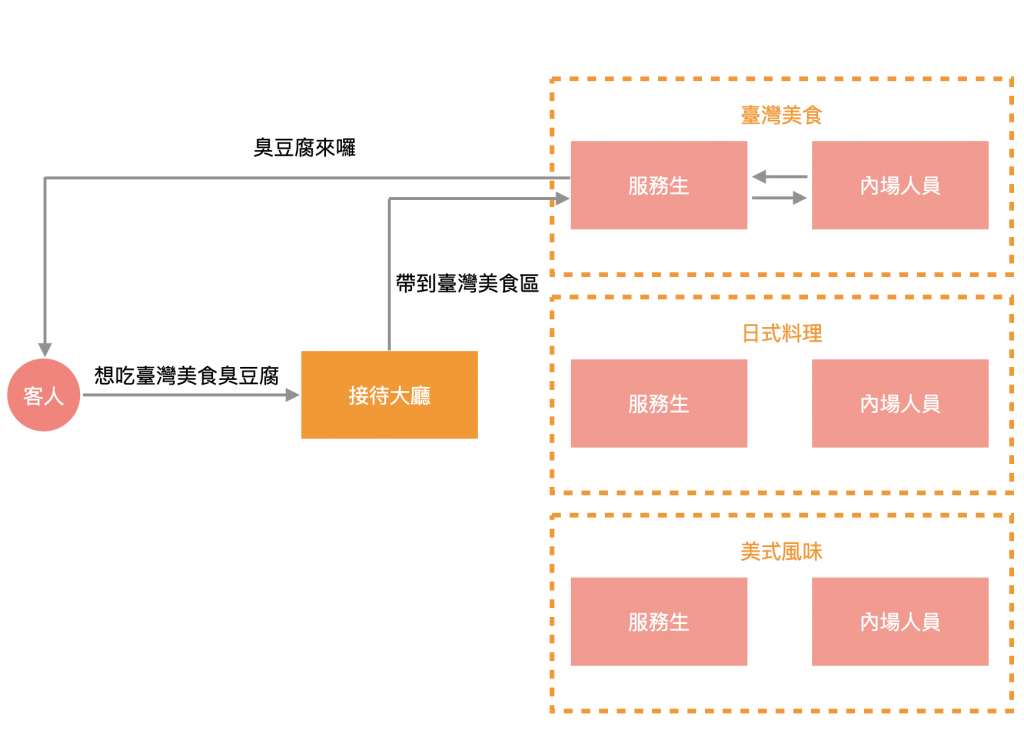 臺灣美食
臭豆腐來囉
服務生
內場人員
帶到臺灣美食區
日式料理
想吃臺灣美食臭豆腐
客人
接待大廳
服務生
內場人員
美式風味
服務生
內場人員